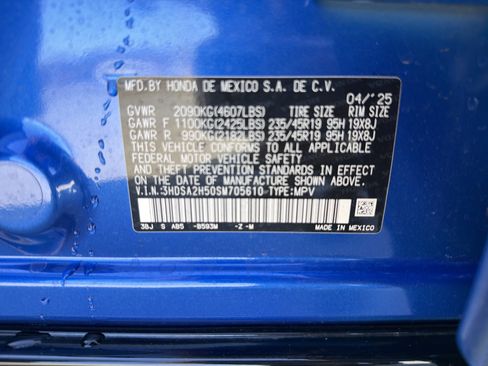 MFD.BY HONDA DE MEXICO S.A. DE C.V.
04/'25
GVWR 2090KG(4607LBS) TIRE SIZE RIM SIZE
GAWR F 1100KG(2425LBS) 235/45R19 95H 19X8J
GAWR R 990KG(2182LBS) 235/45R19 95H 19X8J
THIS VEHICLE CONFORMS TO ALL APPLICABLE
FEDERAL MOTOR VEHICLE SAFETY
AND THEFT PREVENTION STANDARDS IN EFFECT
ON THE DATE OF MANUFACTURE SHOWN ABOVE.
V.I.N.:3HDSA2H50SM705610 TYPE:MPV
3BJ S AB5 -B593M -Z -M MADE IN MEXICO